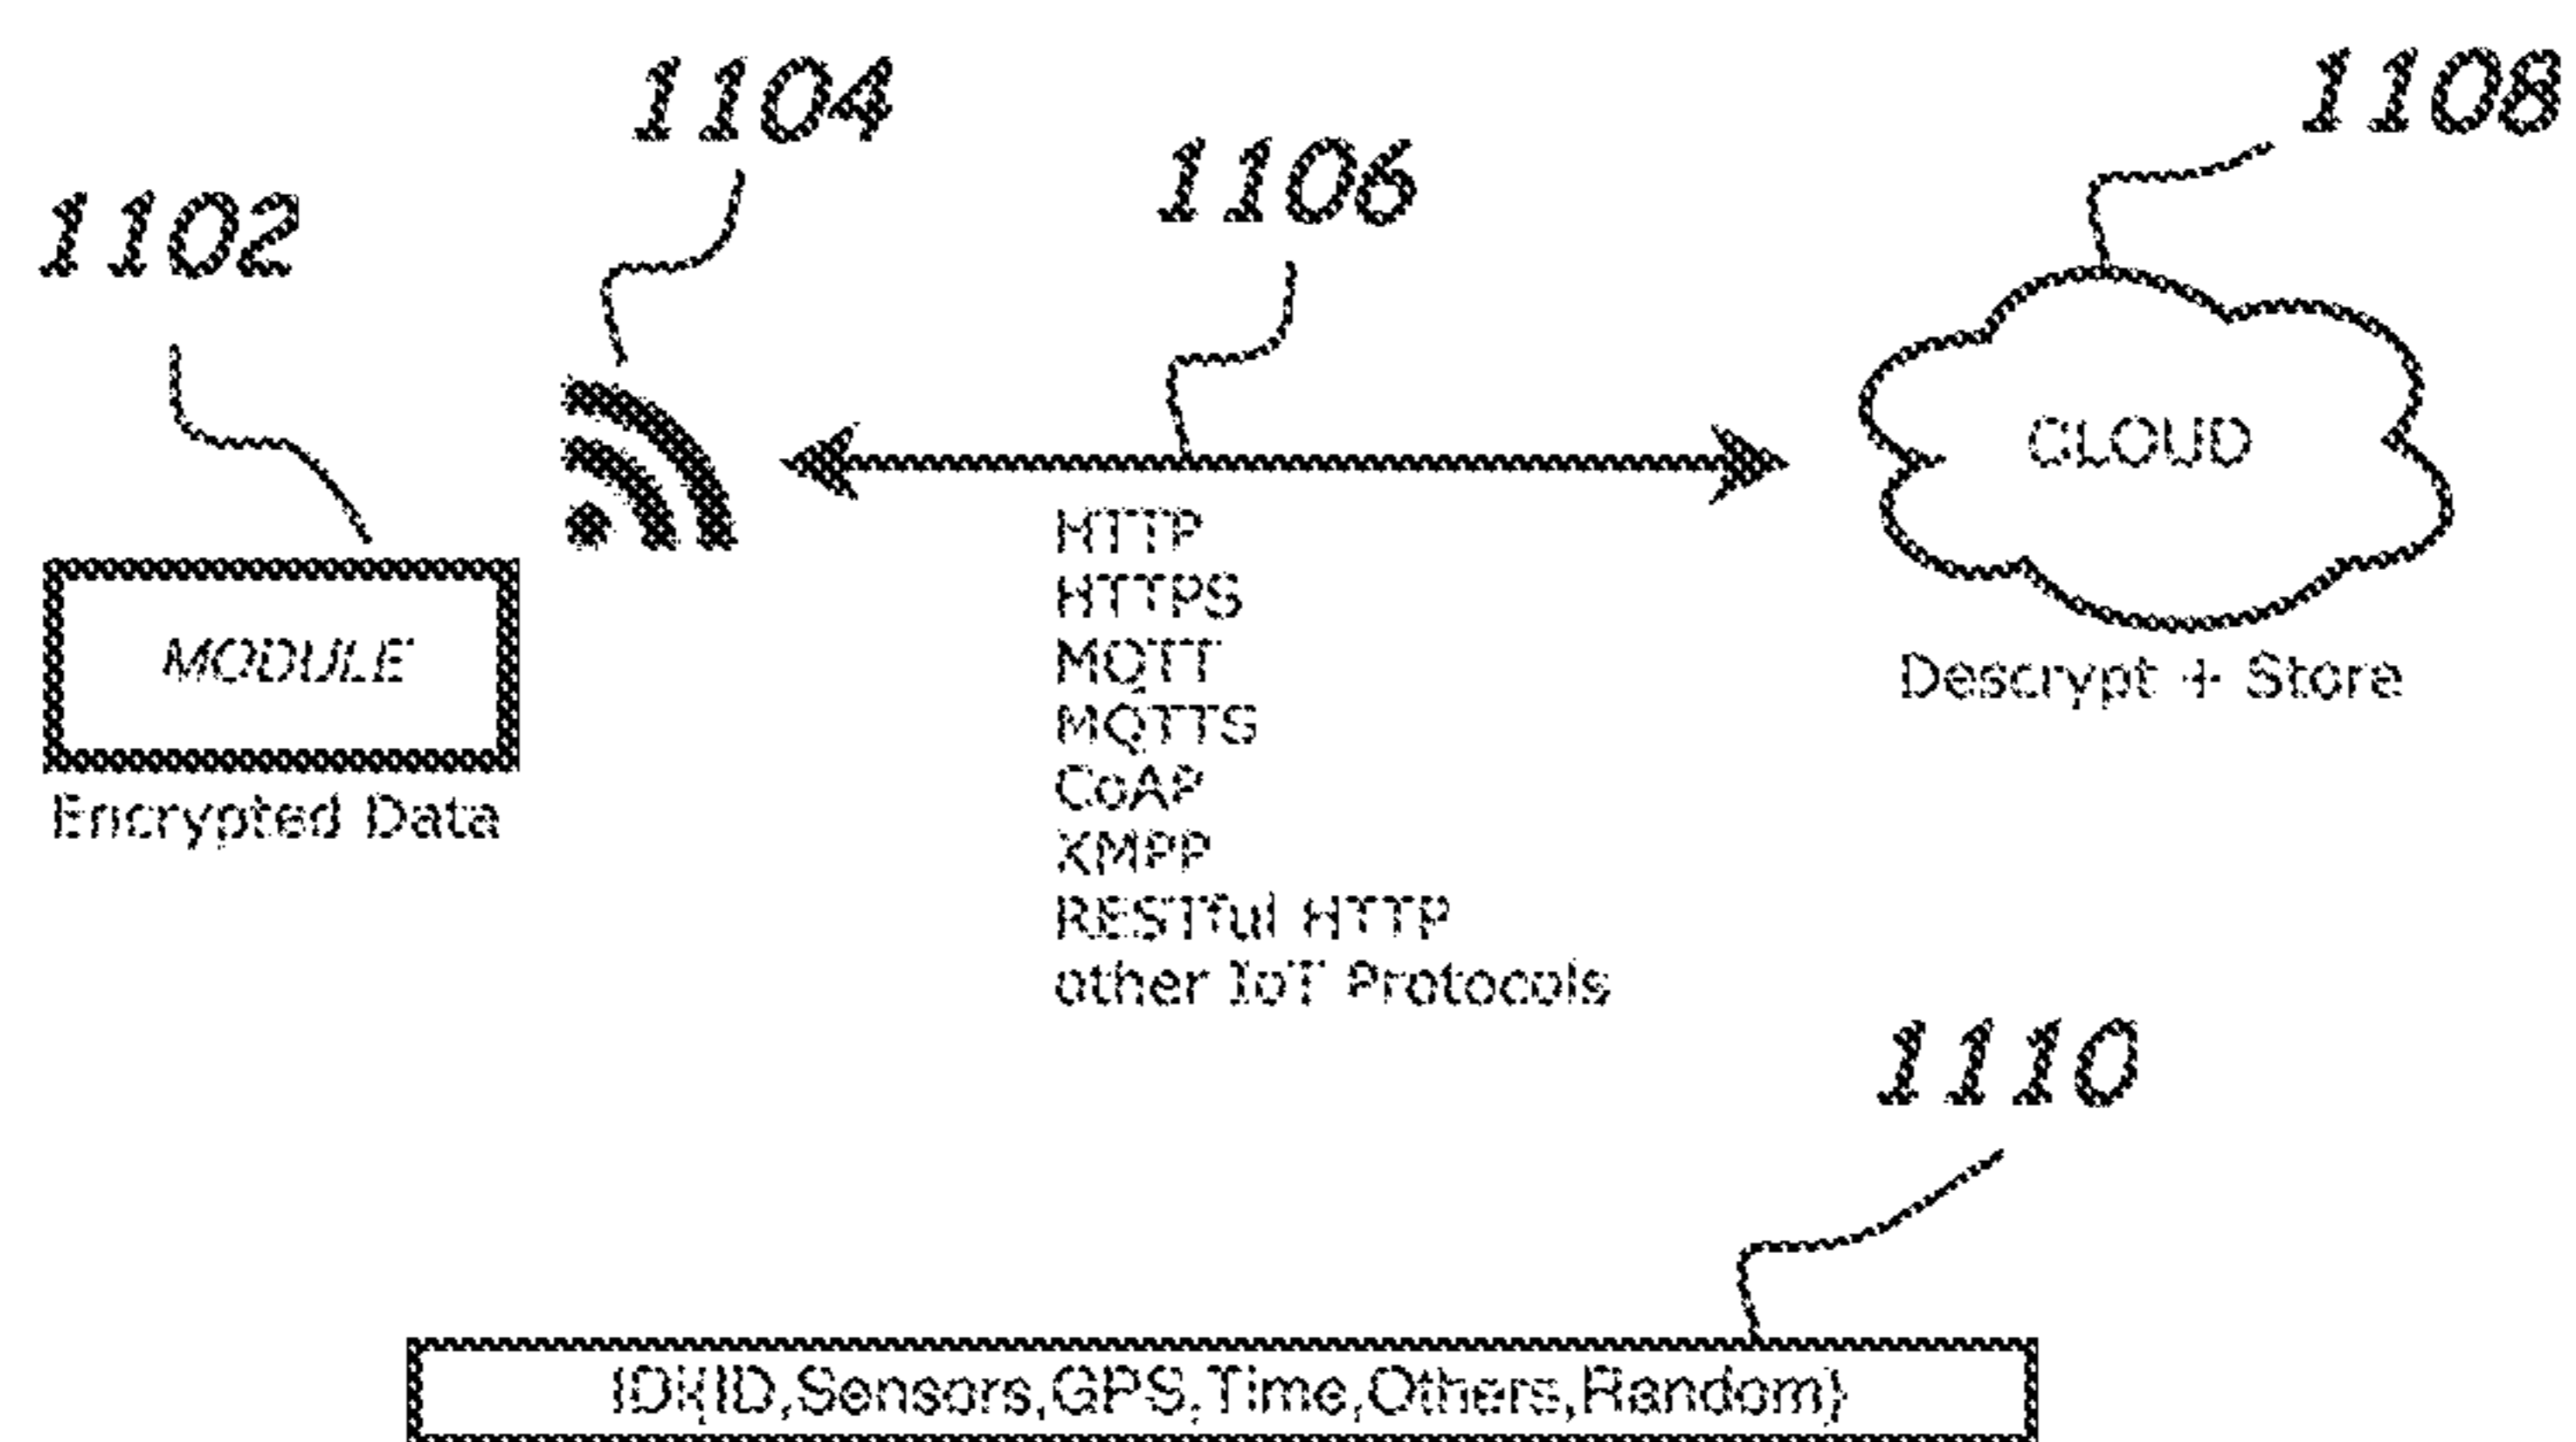 1104
1108
1106
1102
CLOUD
HTTP
HTTPS
MODULE
MQTT
Descrypt + Store
MQTTS
CoAP
Encrypted Data
XMPP
RESTful HTTP
other IoT Protocols
1110
ID,Sensors,GPS,Time,Others,Random}